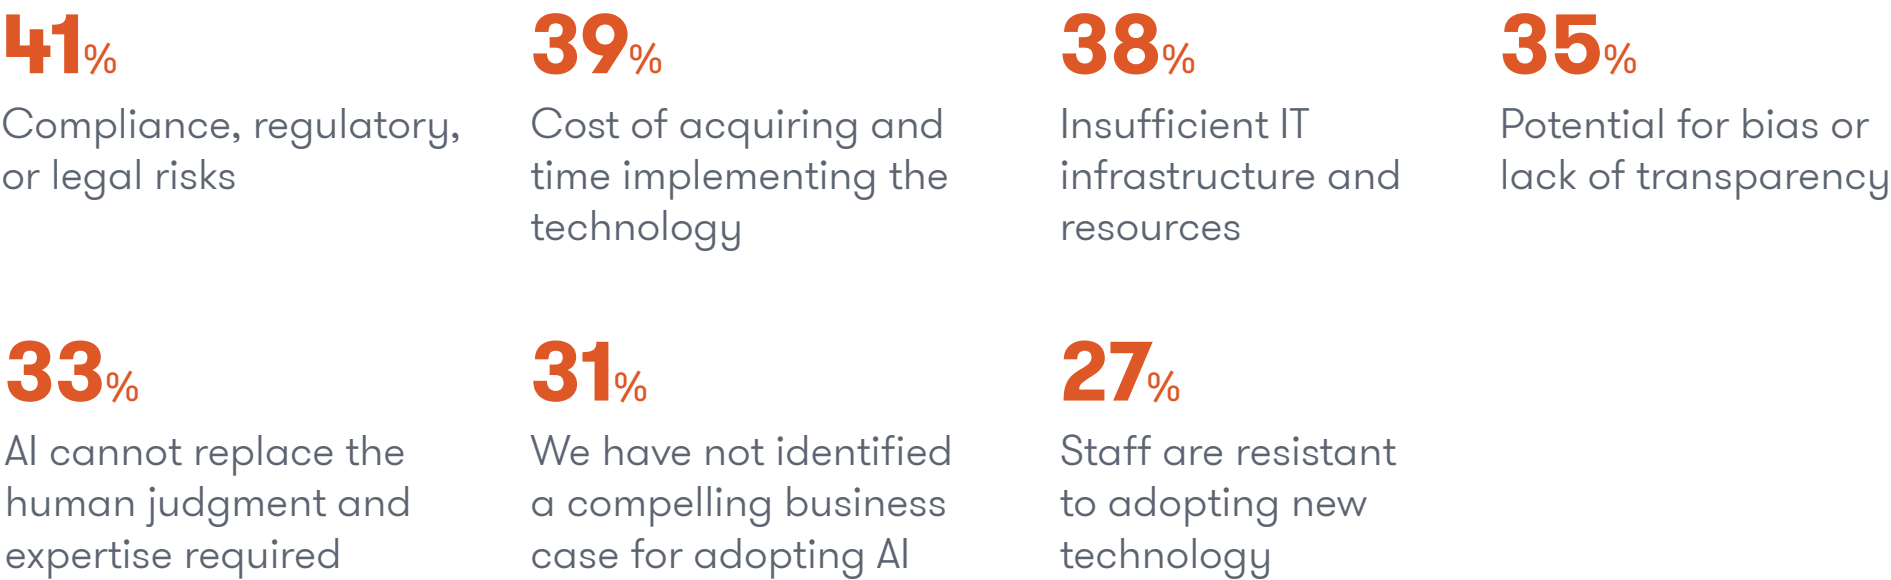 41%
Compliance, regulatory,
or legal risks
39%
Cost of acquiring and
time implementing the
technology
38%
Insufficient IT
infrastructure and
resources
35%
Potential for bias or
lack of transparency
33%
AI cannot replace the
human judgment and
expertise required
31%
We have not identified
a compelling business
case for adopting AI
27%
Staff are resistant
to adopting new
technology